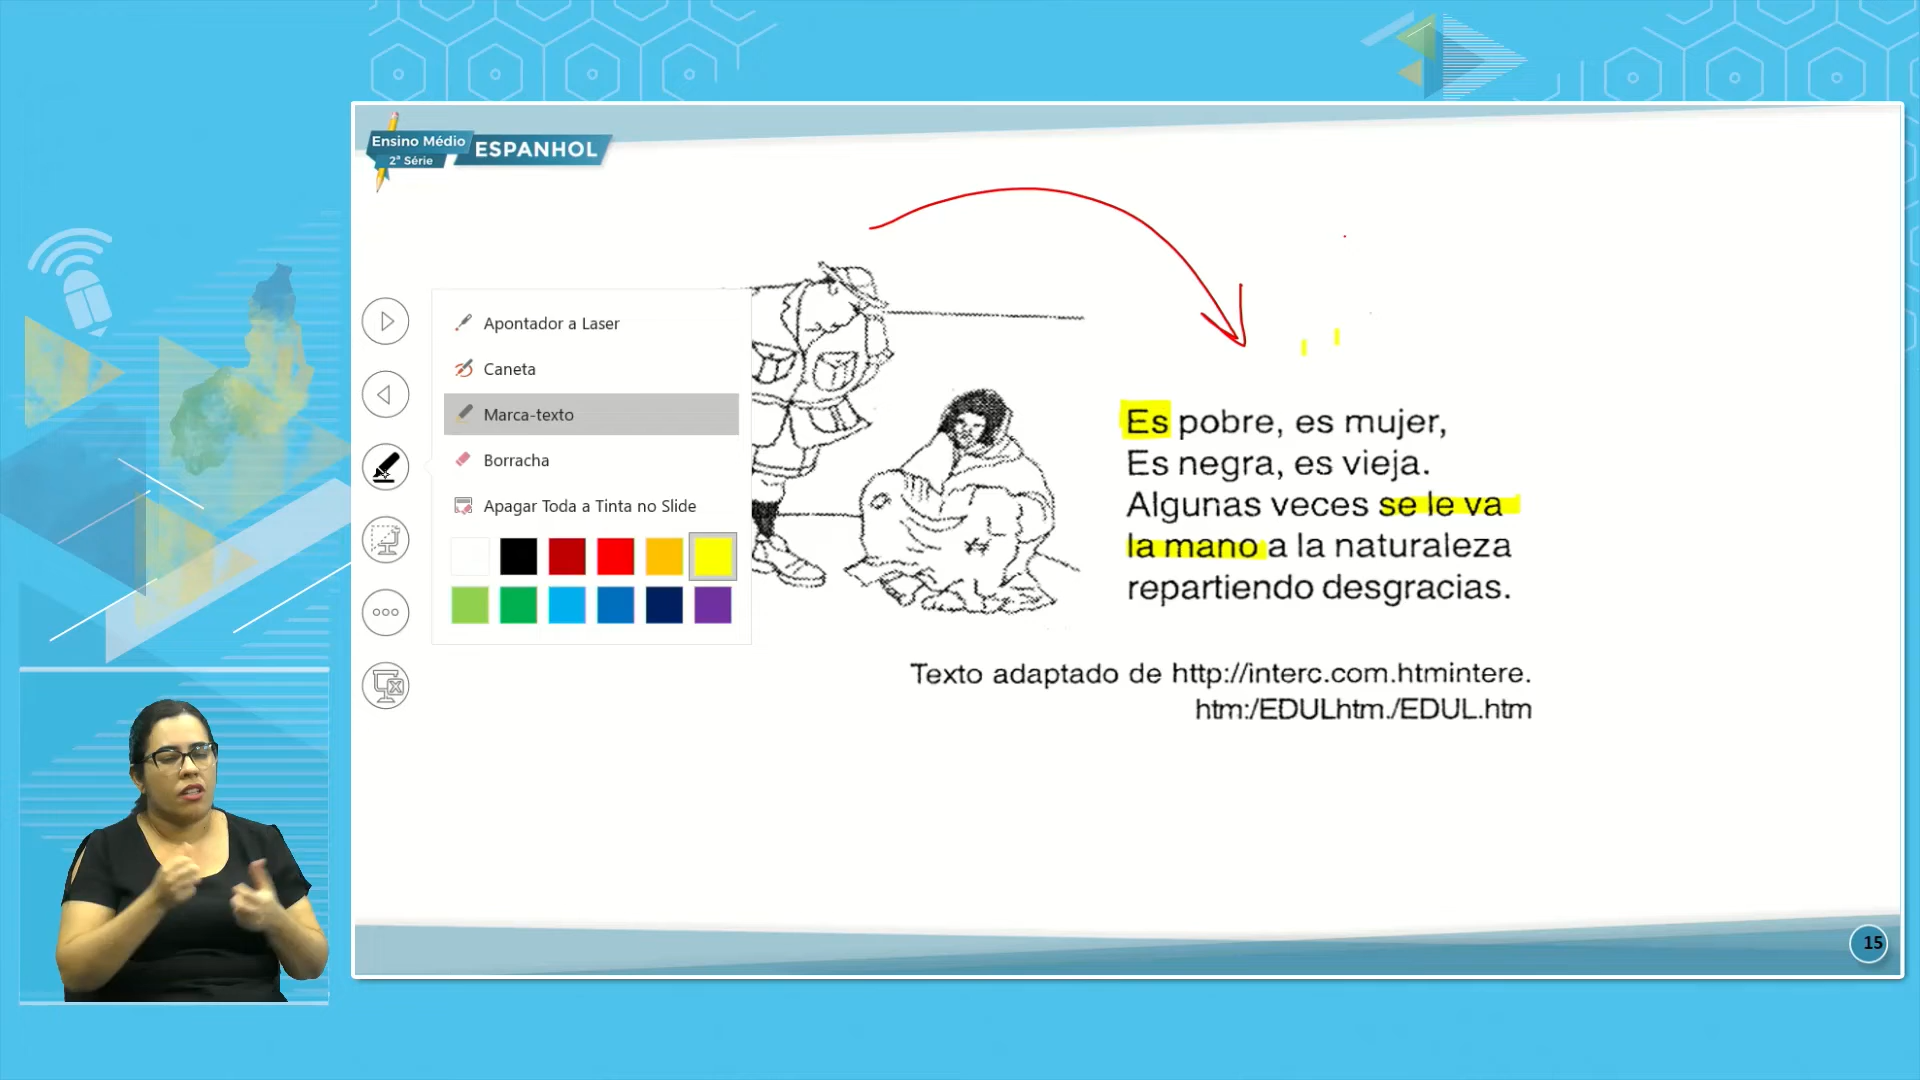 Ensino Médio
2ª Série
ESPANHOL
Apontador a Laser
Caneta
Marca-texto
Borracha
Apagar Toda a Tinta no Slide
Es pobre, es mujer,
Es negra, es vieja.
Algunas veces se le va
la mano a la naturaleza
repartiendo desgracias.
Texto adaptado de http://interc.com.htmintere.
htm:/EDULhtm./EDUL.htm
15